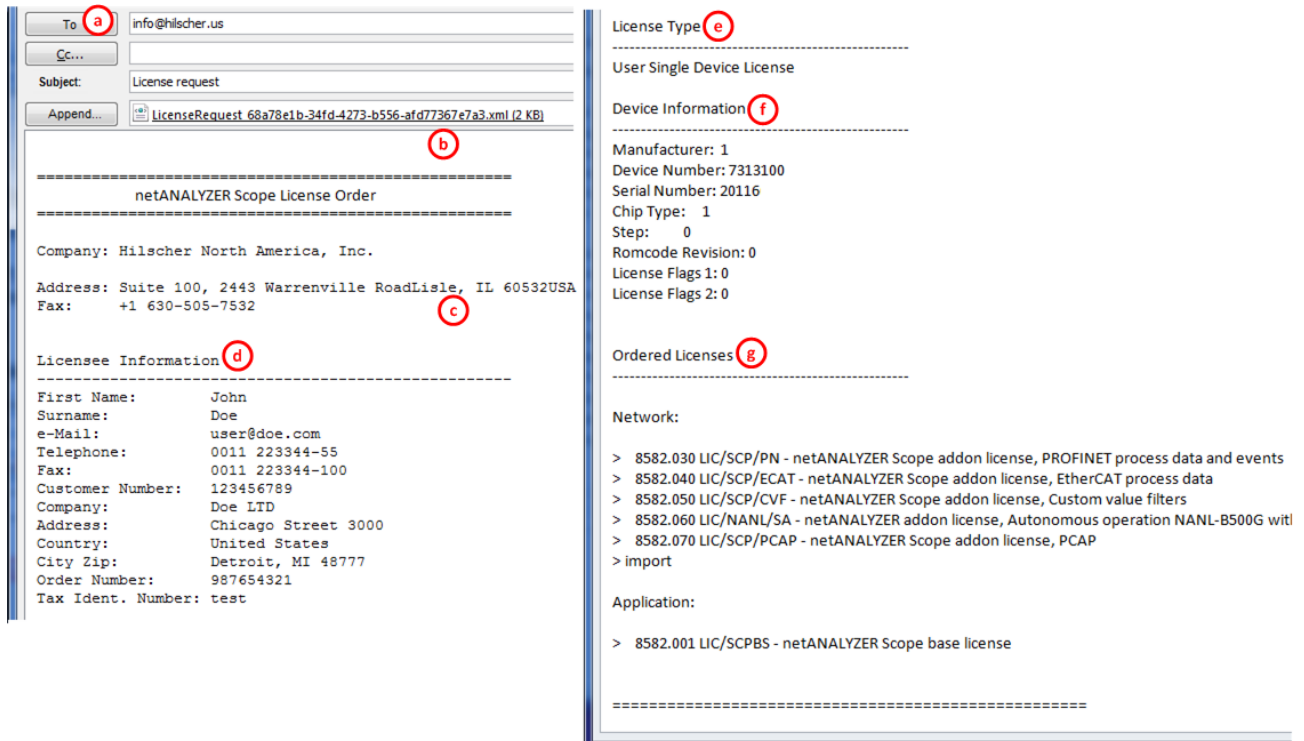 To a info@hilscher.us
Cc...
Subject: License request
Append... LicenseRequest_68a78e1b-34fd-4273-b556-afd77367e7a3.xml (2 KB)
b
====================================================
netANALYZER Scope License Order
====================================================
Company: Hilscher North America, Inc.
Address: Suite 100, 2443 Warrenville RoadLisle, IL 60532USA
Fax: +1 630-505-7532
c
Licensee Information d
----------------------------------------------------
First Name: John
Surname: Doe
e-Mail: user@doe.com
Telephone: 0011 223344-55
Fax: 0011 223344-100
Customer Number: 123456789
Company: Doe LTD
Address: Chicago Street 3000
Country: United States
City Zip: Detroit, MI 48777
Order Number: 987654321
Tax Ident. Number: test
License Type e
----------------------------------------------------
User Single Device License
Device Information f
----------------------------------------------------
Manufacturer: 1
Device Number: 7313100
Serial Number: 20116
Chip Type: 1
Step: 0
Romcode Revision: 0
License Flags 1: 0
License Flags 2: 0
Ordered Licenses g
----------------------------------------------------
Network:
> 8582.030 LIC/SCP/PN - netANALYZER Scope addon license, PROFINET process data and events
> 8582.040 LIC/SCP/ECAT - netANALYZER Scope addon license, EtherCAT process data
> 8582.050 LIC/SCP/CVF - netANALYZER Scope addon license, Custom value filters
> 8582.060 LIC/NANL/SA - netANALYZER addon license, Autonomous operation NANL-B500G wit
> 8582.070 LIC/SCP/PCAP - netANALYZER Scope addon license, PCAP
> import
Application:
> 8582.001 LIC/SCPBS - netANALYZER Scope base license
====================================================